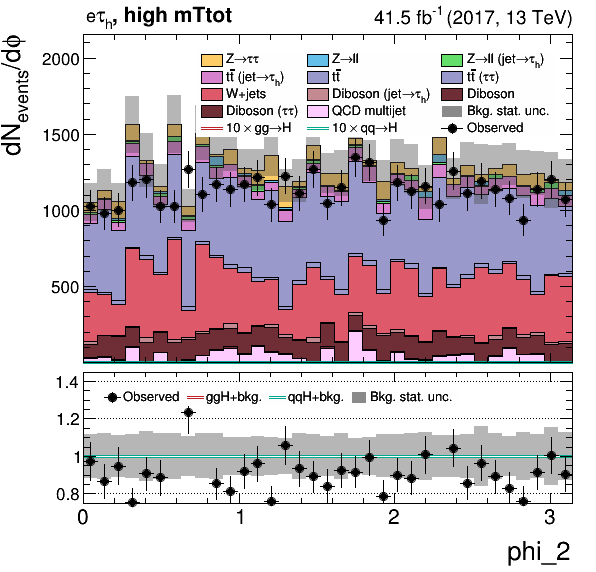 eτh, high mTtot 41.5 fb-1 (2017, 13 TeV)
dNevents/dϕ
2000
1500
1000
500
Z→ττ Z→ll Z→ll (jet→τh)
tt̄ (jet→τh) tt̄ tt̄ (ττ)
W+jets Diboson (jet→τh) Diboson
Diboson (ττ) QCD multijet Bkg. stat. unc.
10 × gg→H 10 × qq→H Observed
1.4
1.2
1
0.8
Observed ggH+bkg. qqH+bkg. Bkg. stat. unc.
0 1 2 3
phi_2